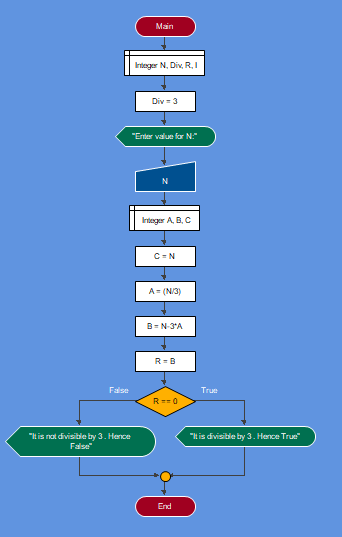 Main
Integer N, Div, R, I
Div = 3
"Enter value for N:"
N
Integer A, B, C
C = N
A = (N/3)
B = N-3*A
R = B
False
True
R == 0
"It is not divisible by 3 . Hence
False"
"It is divisible by 3 . Hence True"
End